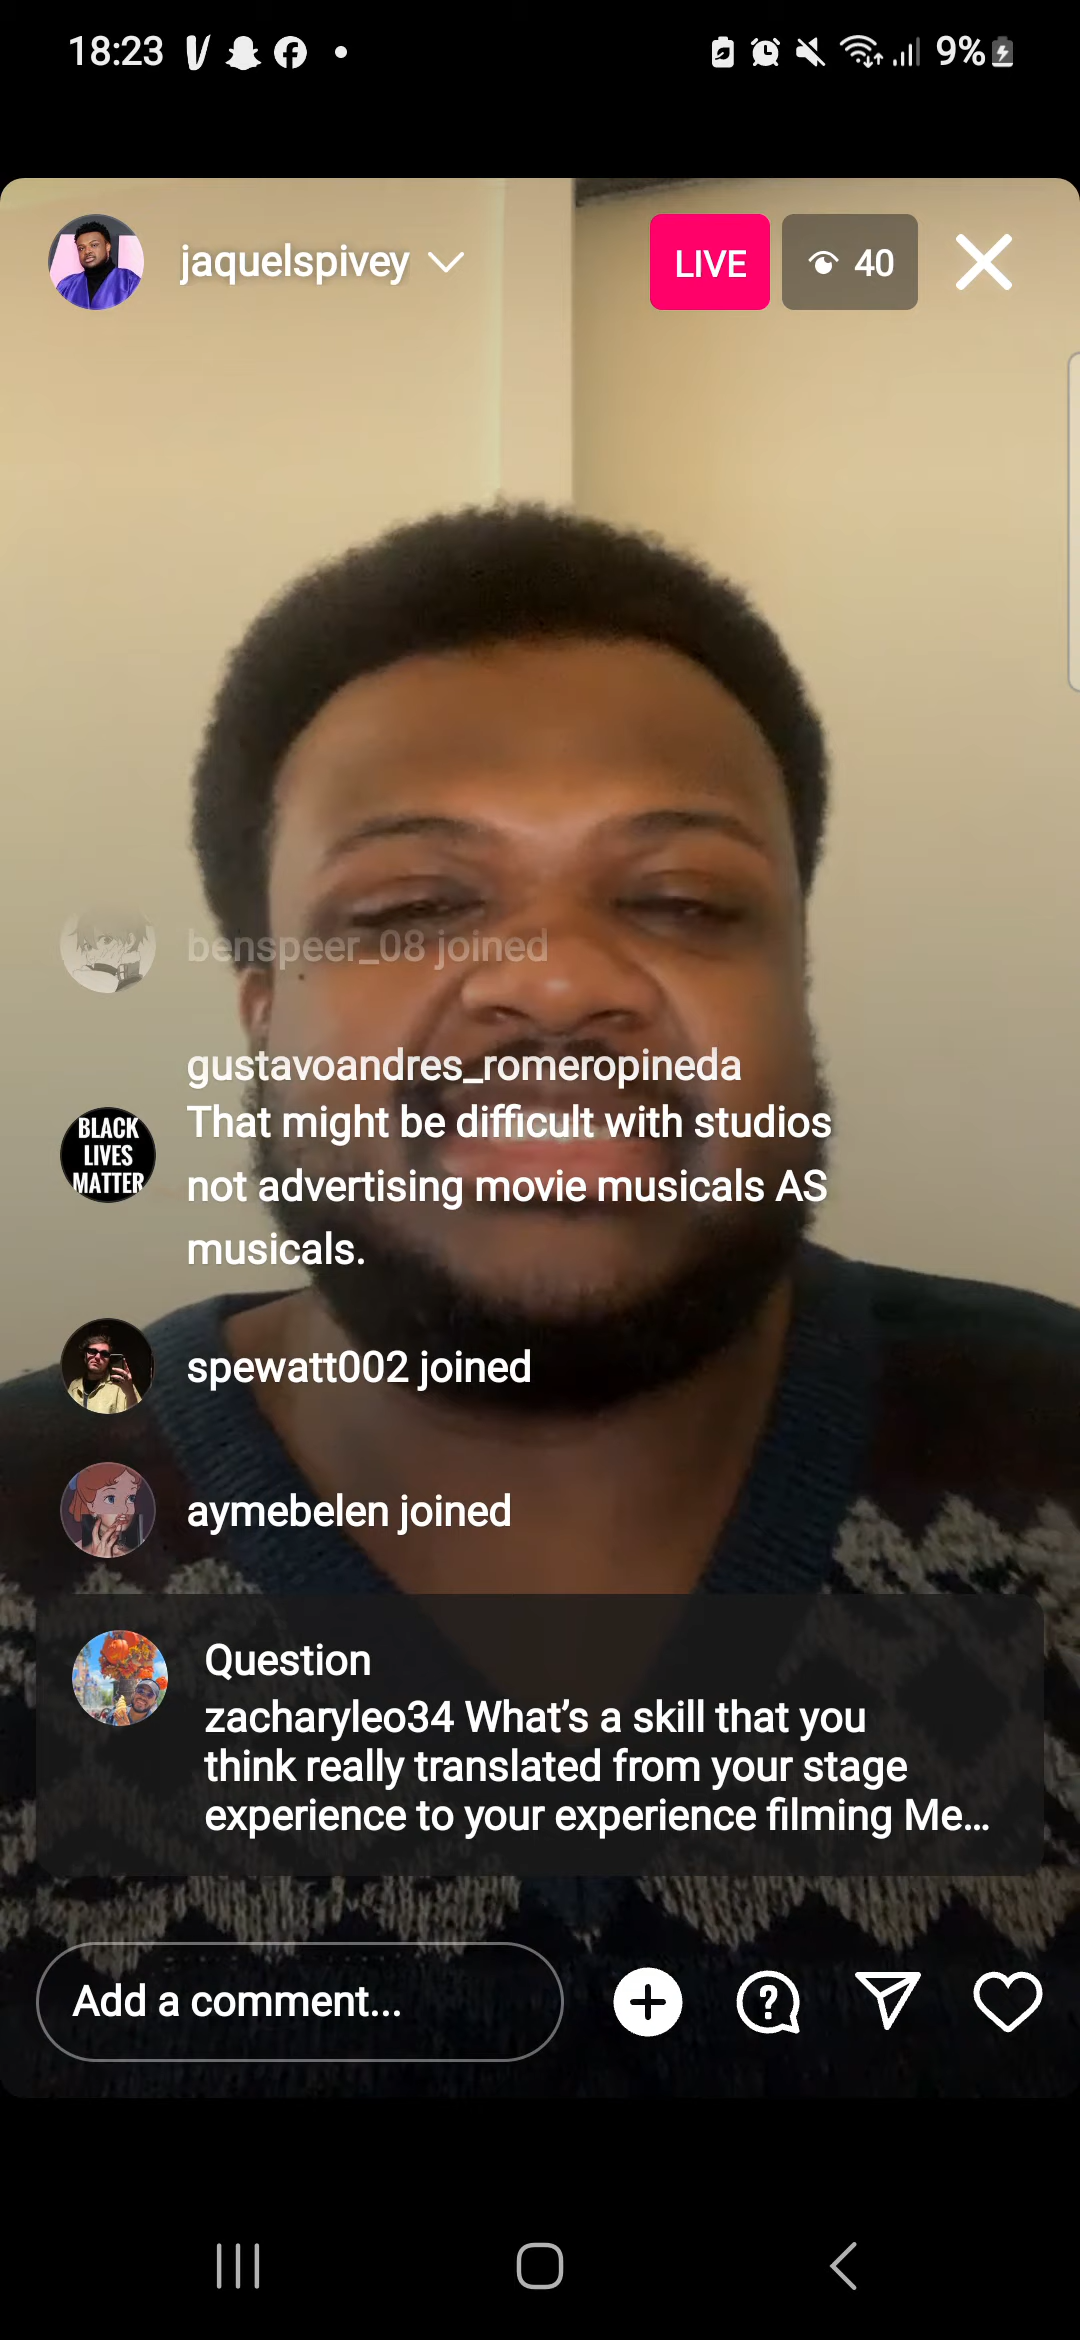 18:23
9%
jaquelspivey
LIVE
40
benspeer_08 joined
gustavoandres_romeropineda
That might be difficult with studios
not advertising movie musicals AS
musicals.
BLACK
LIVES
MATTER
spewatt002 joined
aymebelen joined
Question
zacharyleo34 What's a skill that you
think really translated from your stage
experience to your experience filming Me...
Add a comment...